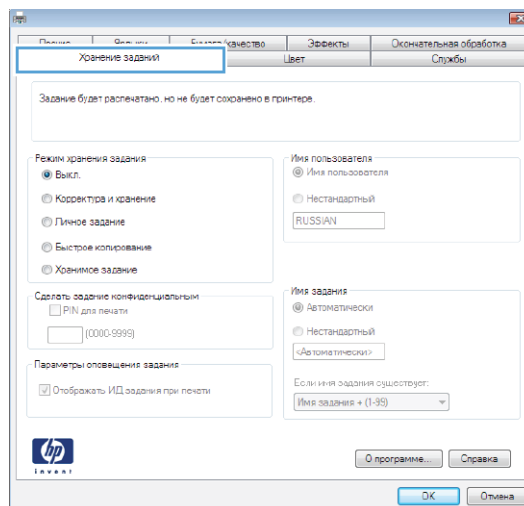 Прочие Ярлыки Бумага/качество Эффекты Окончательная обработка
Хранение заданий Цвет Службы
Задание будет распечатано, но не будет сохранено в принтере.
Режим хранения задания
Выкл.
Корректура и хранение
Личное задание
Быстрое копирование
Хранимое задание
Имя пользователя
Имя пользователя
Нестандартный
RUSSIAN
Сделать задание конфиденциальным
PIN для печати
(0000-9999)
Имя задания
Автоматически
Нестандартный
<Автоматически>
Если имя задания существует:
Имя задания + (1-99)
Параметры оповещения задания
Отображать ИД задания при печати
hp
invent
О программе... Справка
OK Отмена